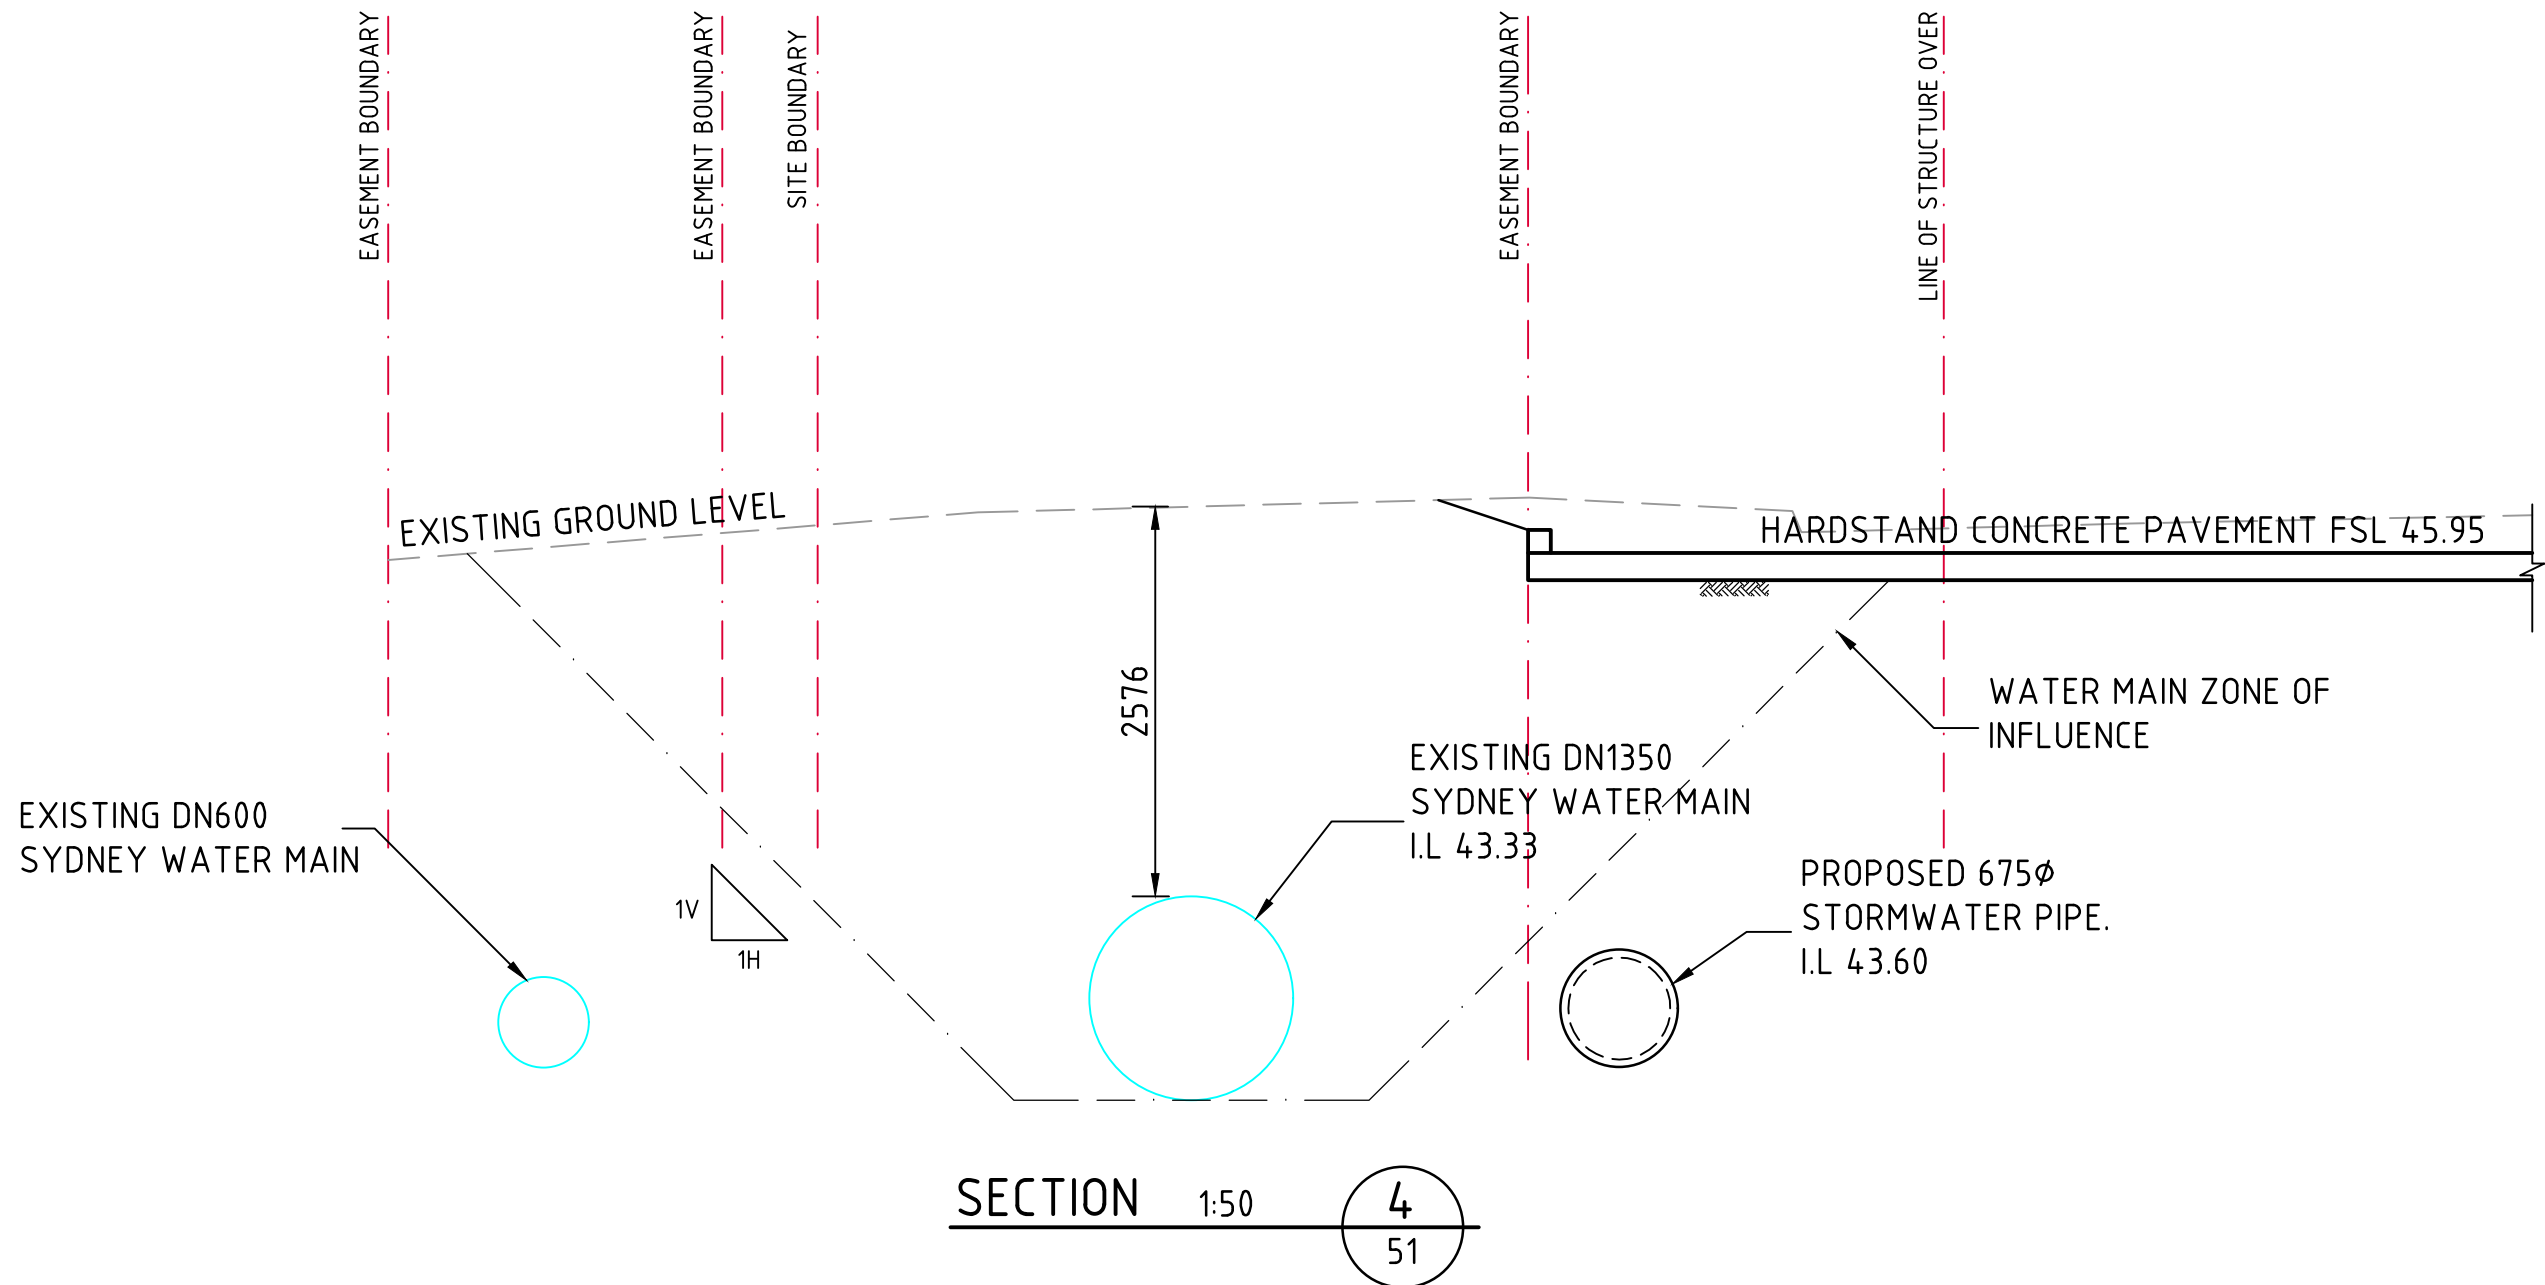 EASEMENT BOUNDARY
EASEMENT BOUNDARY
SITE BOUNDARY
EASEMENT BOUNDARY
LINE OF STRUCTURE OVER
EXISTING GROUND LEVEL
HARDSTAND CONCRETE PAVEMENT FSL 45.95
2576
WATER MAIN ZONE OF
INFLUENCE
EXISTING DN1350
SYDNEY WATER MAIN
I.L 43.33
EXISTING DN600
SYDNEY WATER MAIN
1V
1H
PROPOSED 675Ø
STORMWATER PIPE.
I.L 43.60
SECTION 1:50
4
51